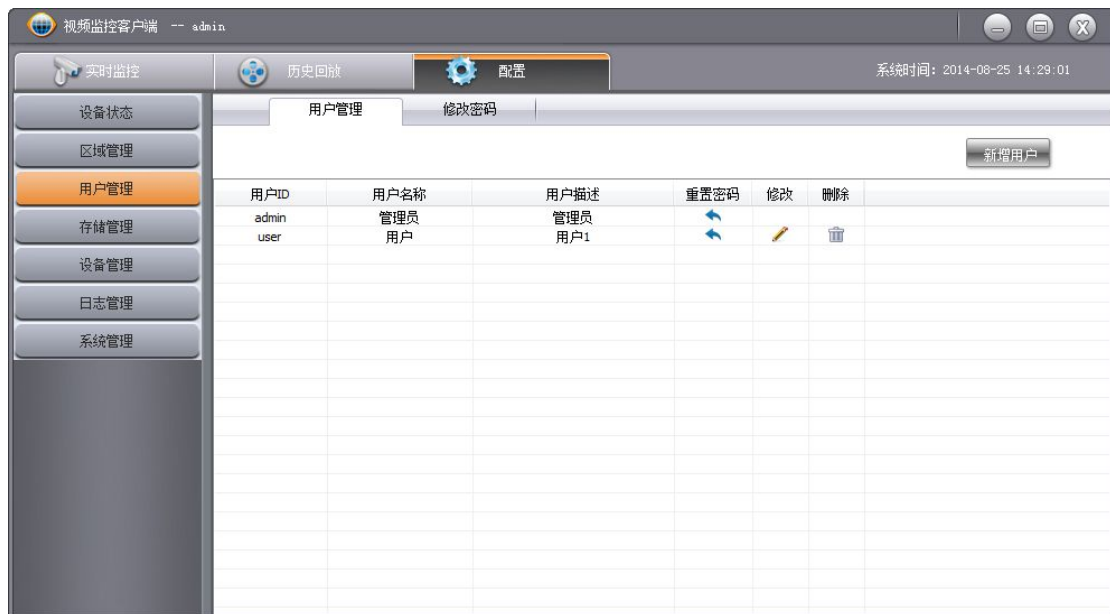 视频监控客户端 -- admin
实时监控 历史回放 配置 系统时间：2014-08-25 14:29:01
设备状态
区域管理
用户管理
存储管理
设备管理
日志管理
系统管理
用户管理 修改密码
新增用户
用户ID 用户名称 用户描述 重置密码 修改 删除
admin 管理员 管理员
user 用户 用户1